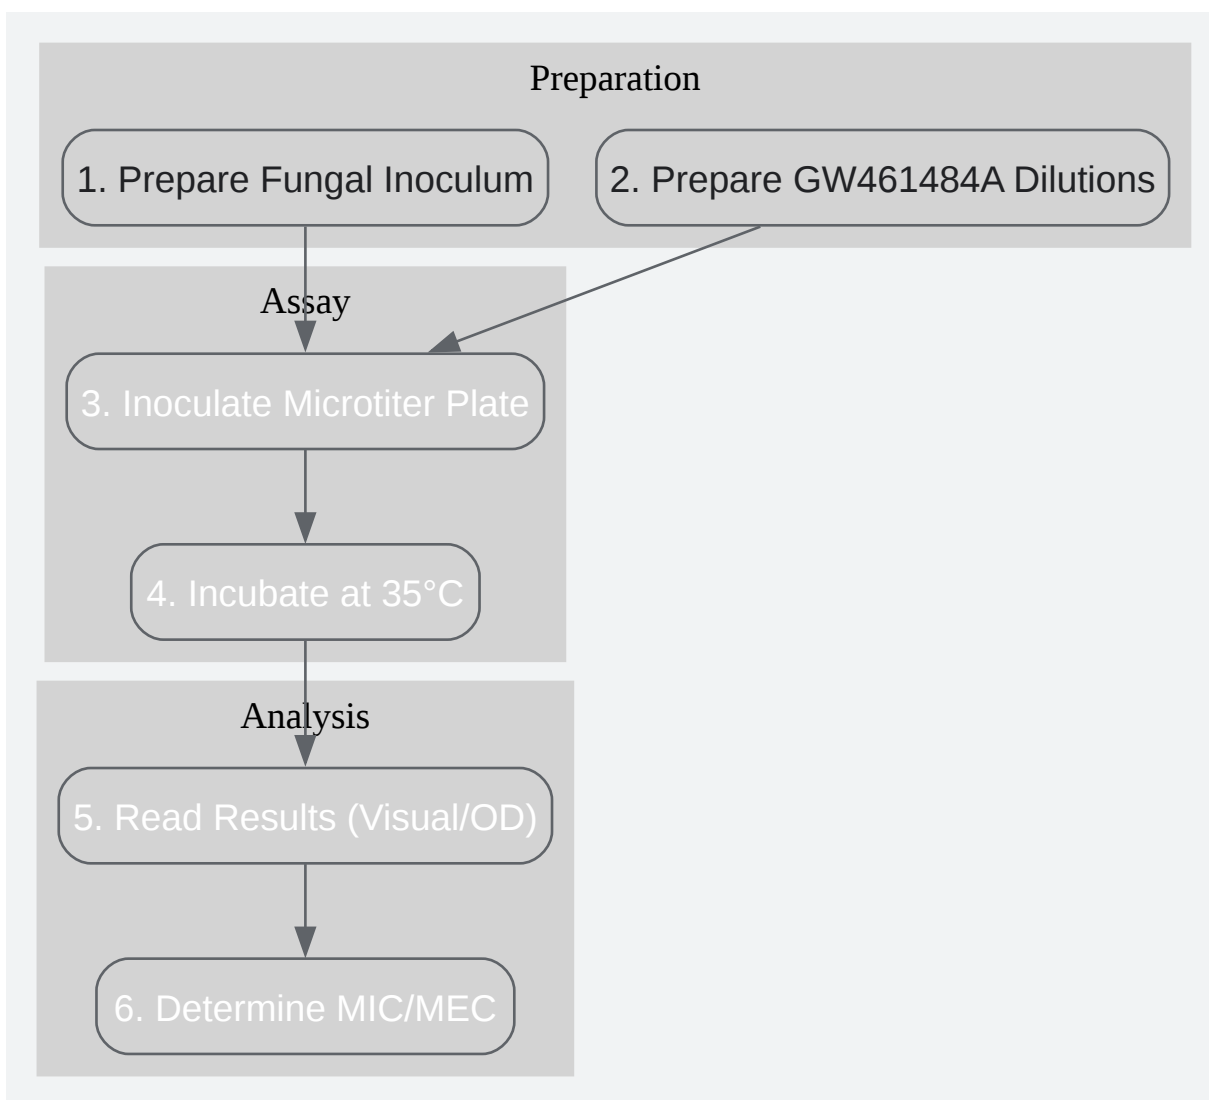 Preparation
1. Prepare Fungal Inoculum
2. Prepare GW461484A Dilutions
Assay
3. Inoculate Microtiter Plate
4. Incubate at 35°C
Analysis
5. Read Results (Visual/OD)
6. Determine MIC/MEC